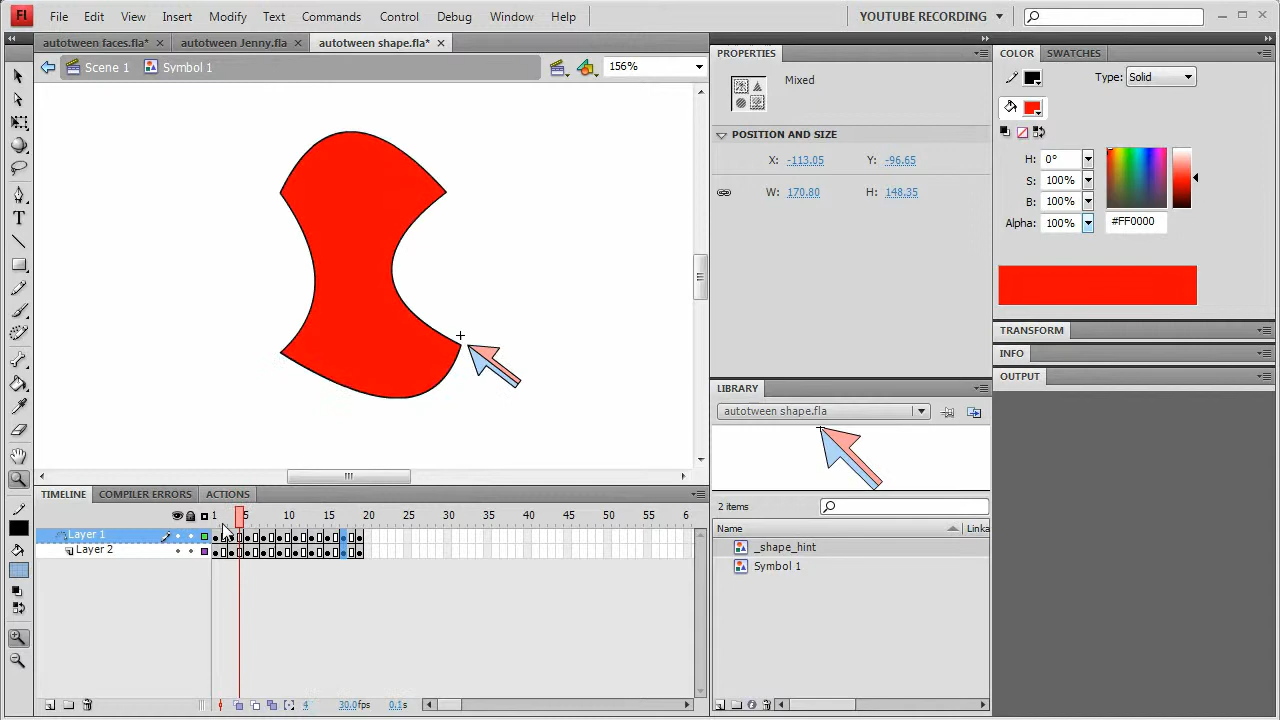 Fl File Edit View Insert Modify Text Commands Control Debug Window Help YOUTUBE RECORDING
autotween faces.fla* autotween Jenny.fla autotween shape.fla*
Scene 1 Symbol 1 156%
PROPERTIES
Mixed
POSITION AND SIZE
X: -113.05 Y: -96.65
W: 170.80 H: 148.35
COLOR SWATCHES
Type: Solid
H: 0°
S: 100%
B: 100%
Alpha: 100% #FF0000
TRANSFORM
INFO
OUTPUT
LIBRARY
autotween shape.fla
2 items
Name Linka
_shape_hint
Symbol 1
TIMELINE COMPILER ERRORS ACTIONS
1 5 10 15 20 25 30 35 40 45 50 55 6
Layer 1
Layer 2
4 30.0fps 0.1s